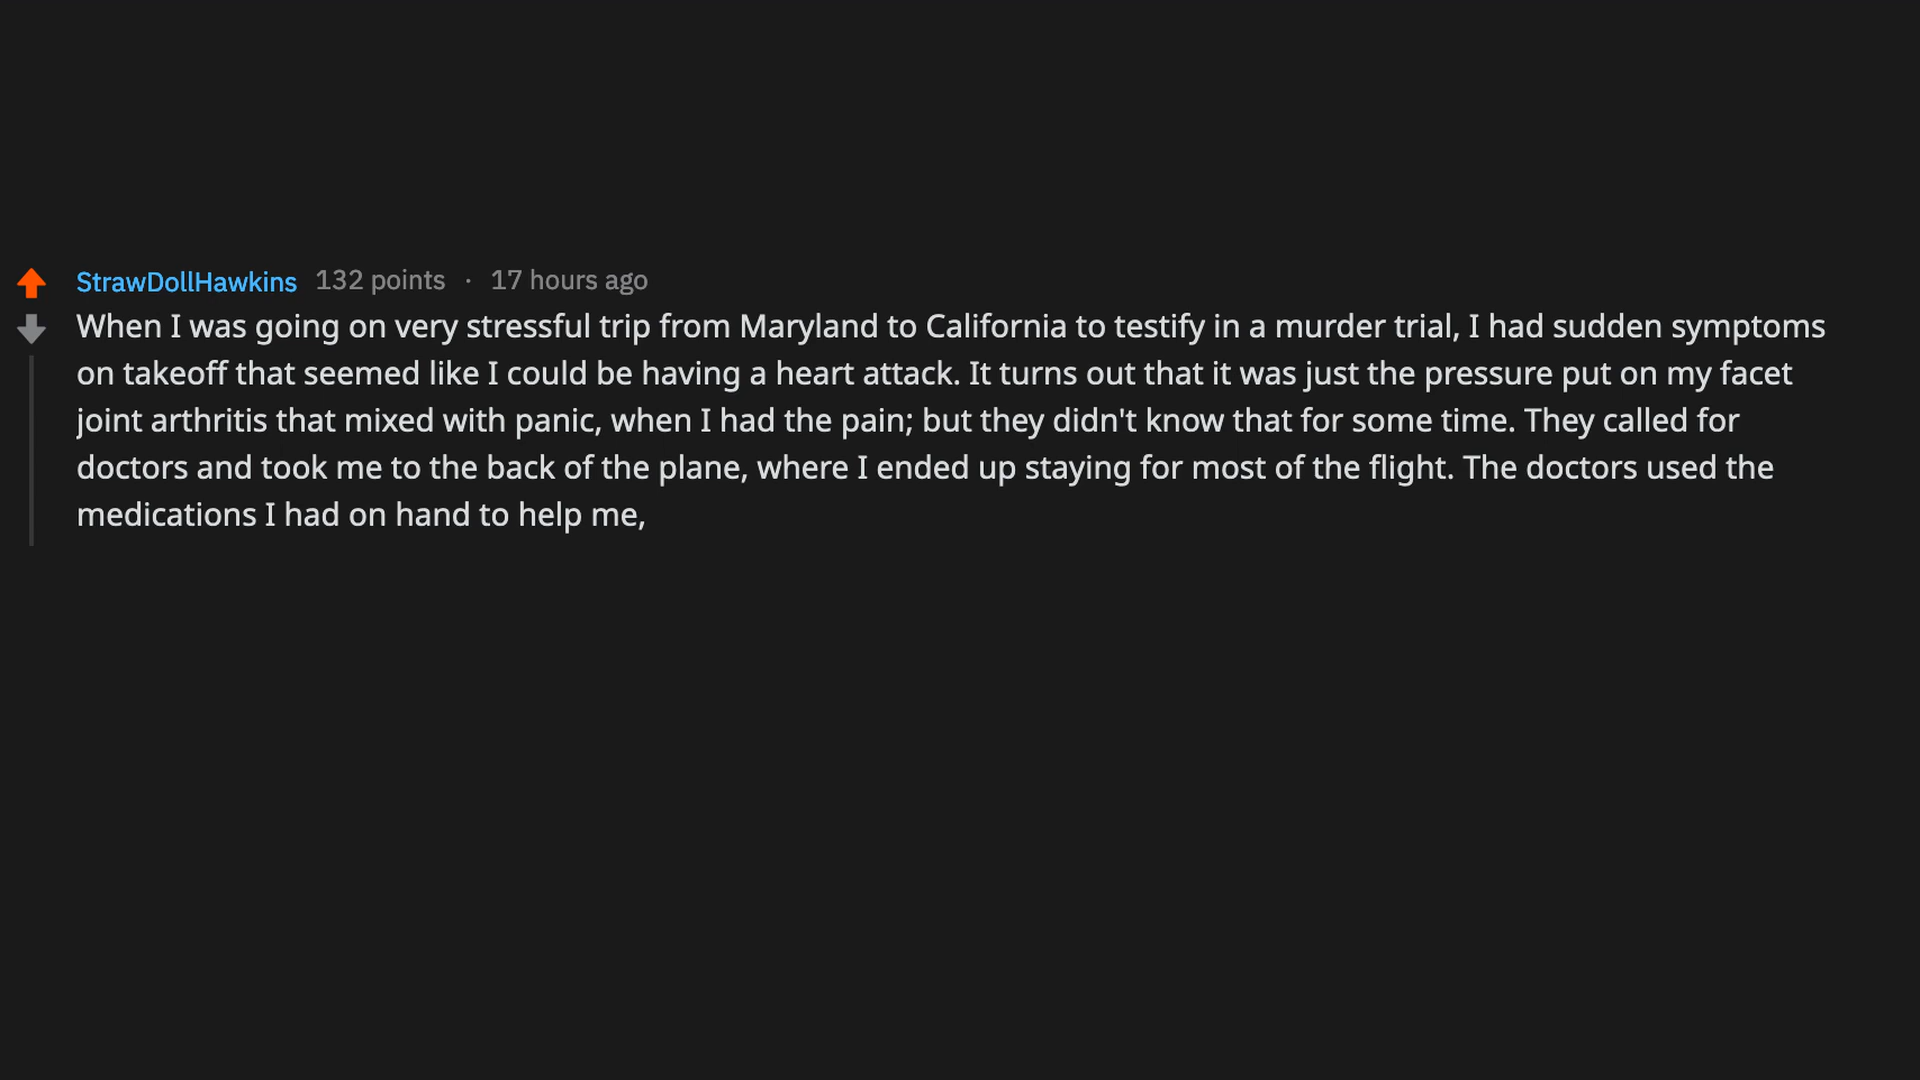 StrawDollHawkins 132 points · 17 hours ago
When I was going on very stressful trip from Maryland to California to testify in a murder trial, I had sudden symptoms
on takeoff that seemed like I could be having a heart attack. It turns out that it was just the pressure put on my facet
joint arthritis that mixed with panic, when I had the pain; but they didn't know that for some time. They called for
doctors and took me to the back of the plane, where I ended up staying for most of the flight. The doctors used the
medications I had on hand to help me,